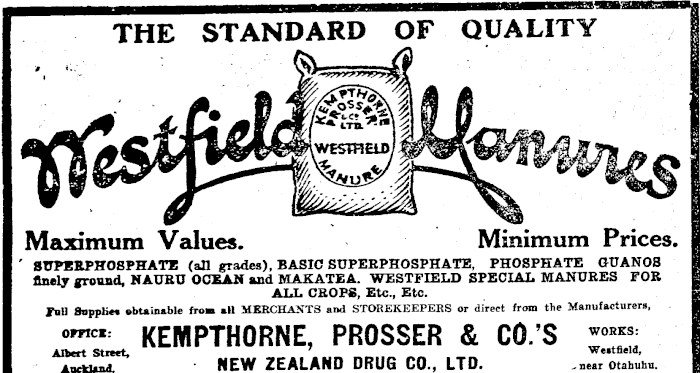 THE STANDARD OF QUALITY
Westfield Manures
KEMPTHORNE
PROSSER
& Co
LTD.
WESTFIELD
MANURE
Maximum Values. Minimum Prices.
SUPERPHOSPHATE (all grades), BASIC SUPERPHOSPHATE, PHOSPHATE GUANOS
finely ground, NAURU OCEAN and MAKATEA. WESTFIELD SPECIAL MANURES FOR
ALL CROPS, Etc., Etc.
Full Supplies obtainable from all MERCHANTS and STOREKEEPERS or direct from the Manufacturers,
OFFICE: KEMPTHORNE, PROSSER & CO.'S WORKS:
Albert Street, Westfield,
Auckland. NEW ZEALAND DRUG CO., LTD. near Otahuhu.